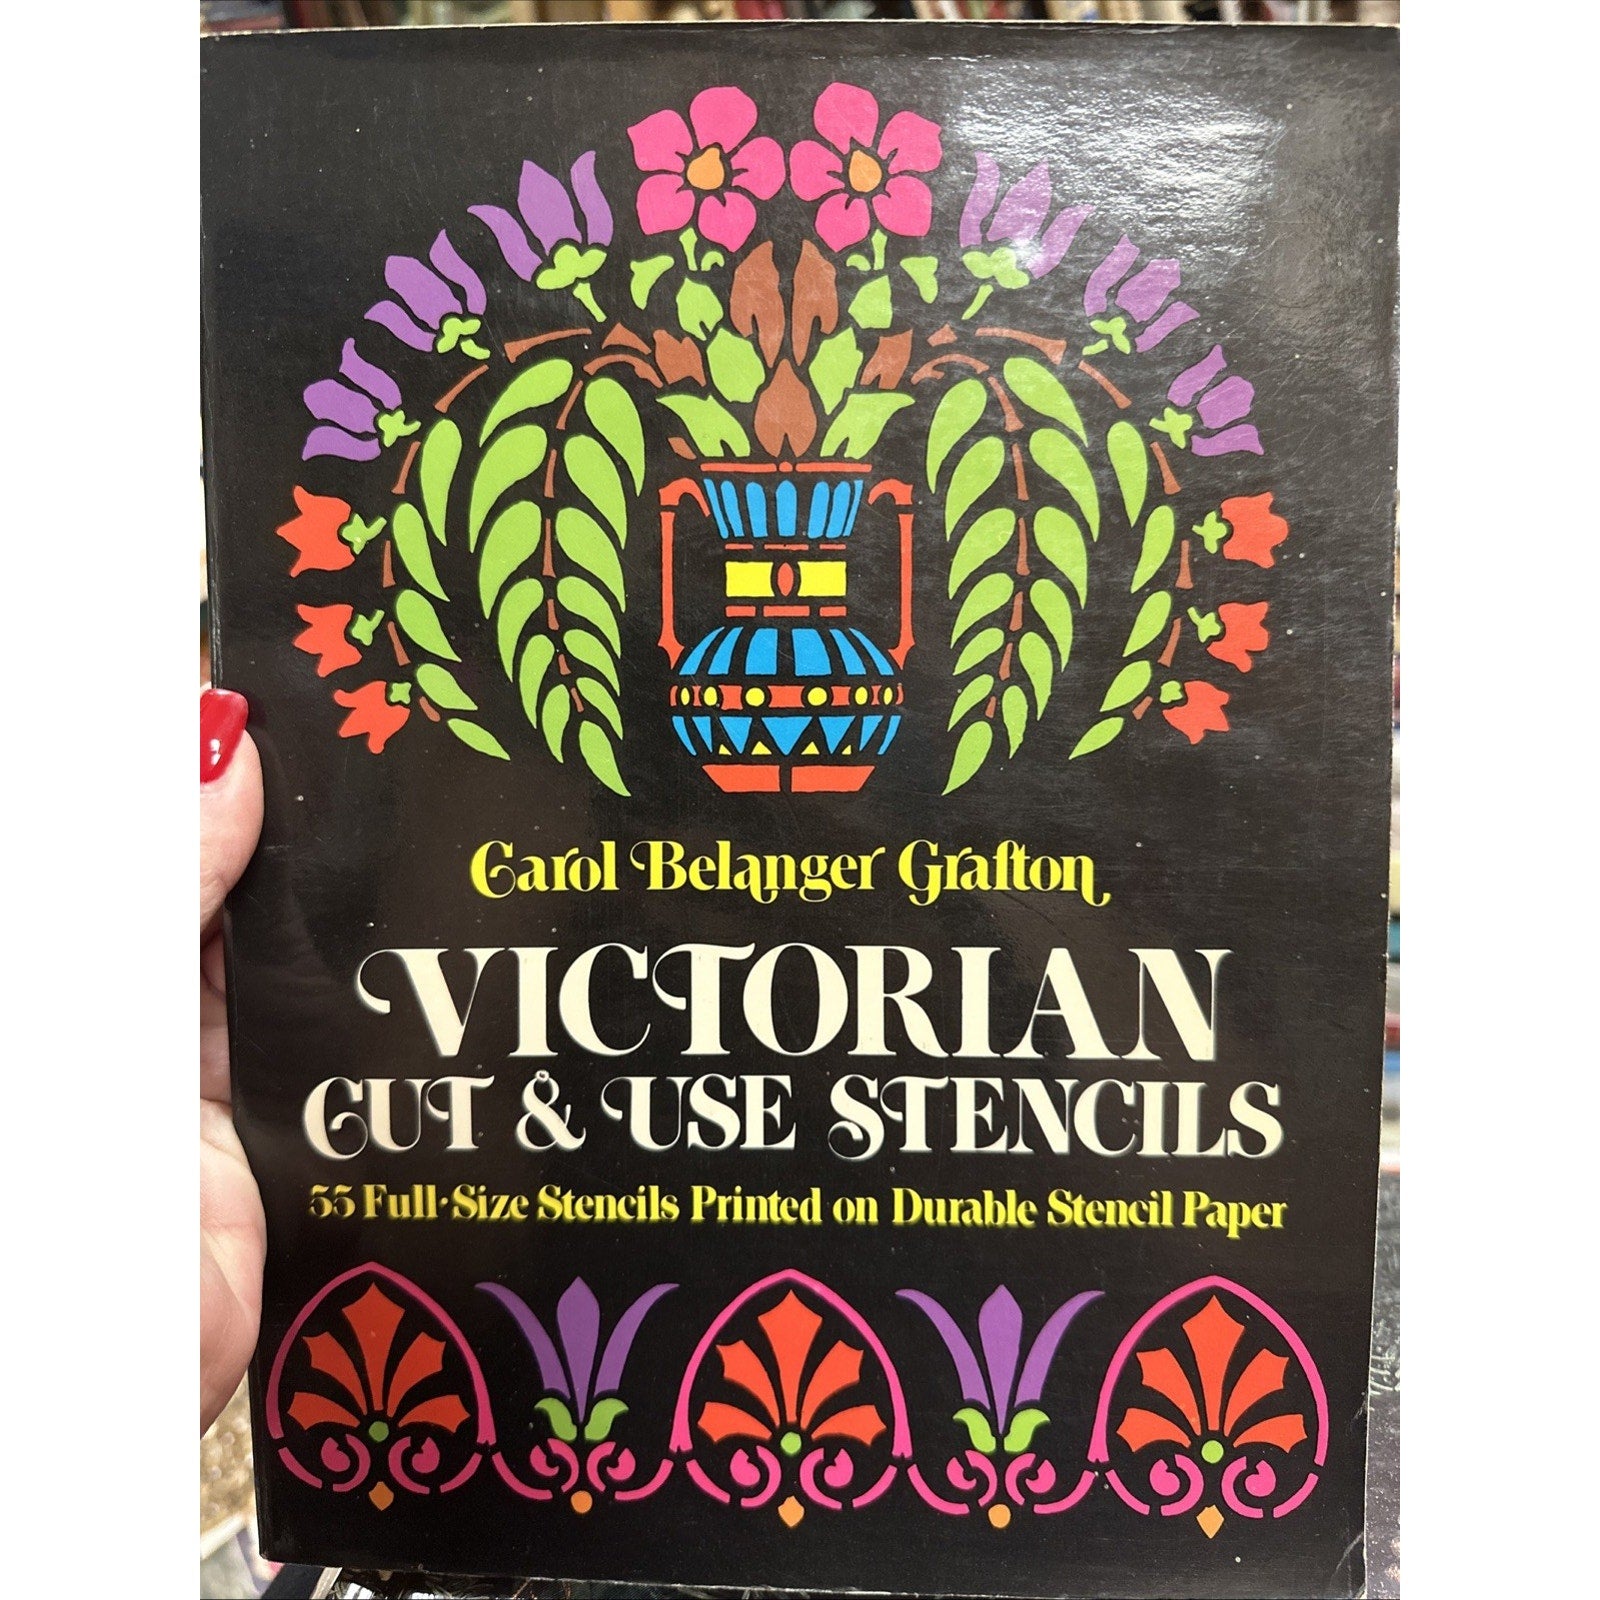 Carol Belanger Grafton
VICTORIAN
CUT & USE STENCILS
55 Full-Size Stencils Printed on Durable Stencil Paper